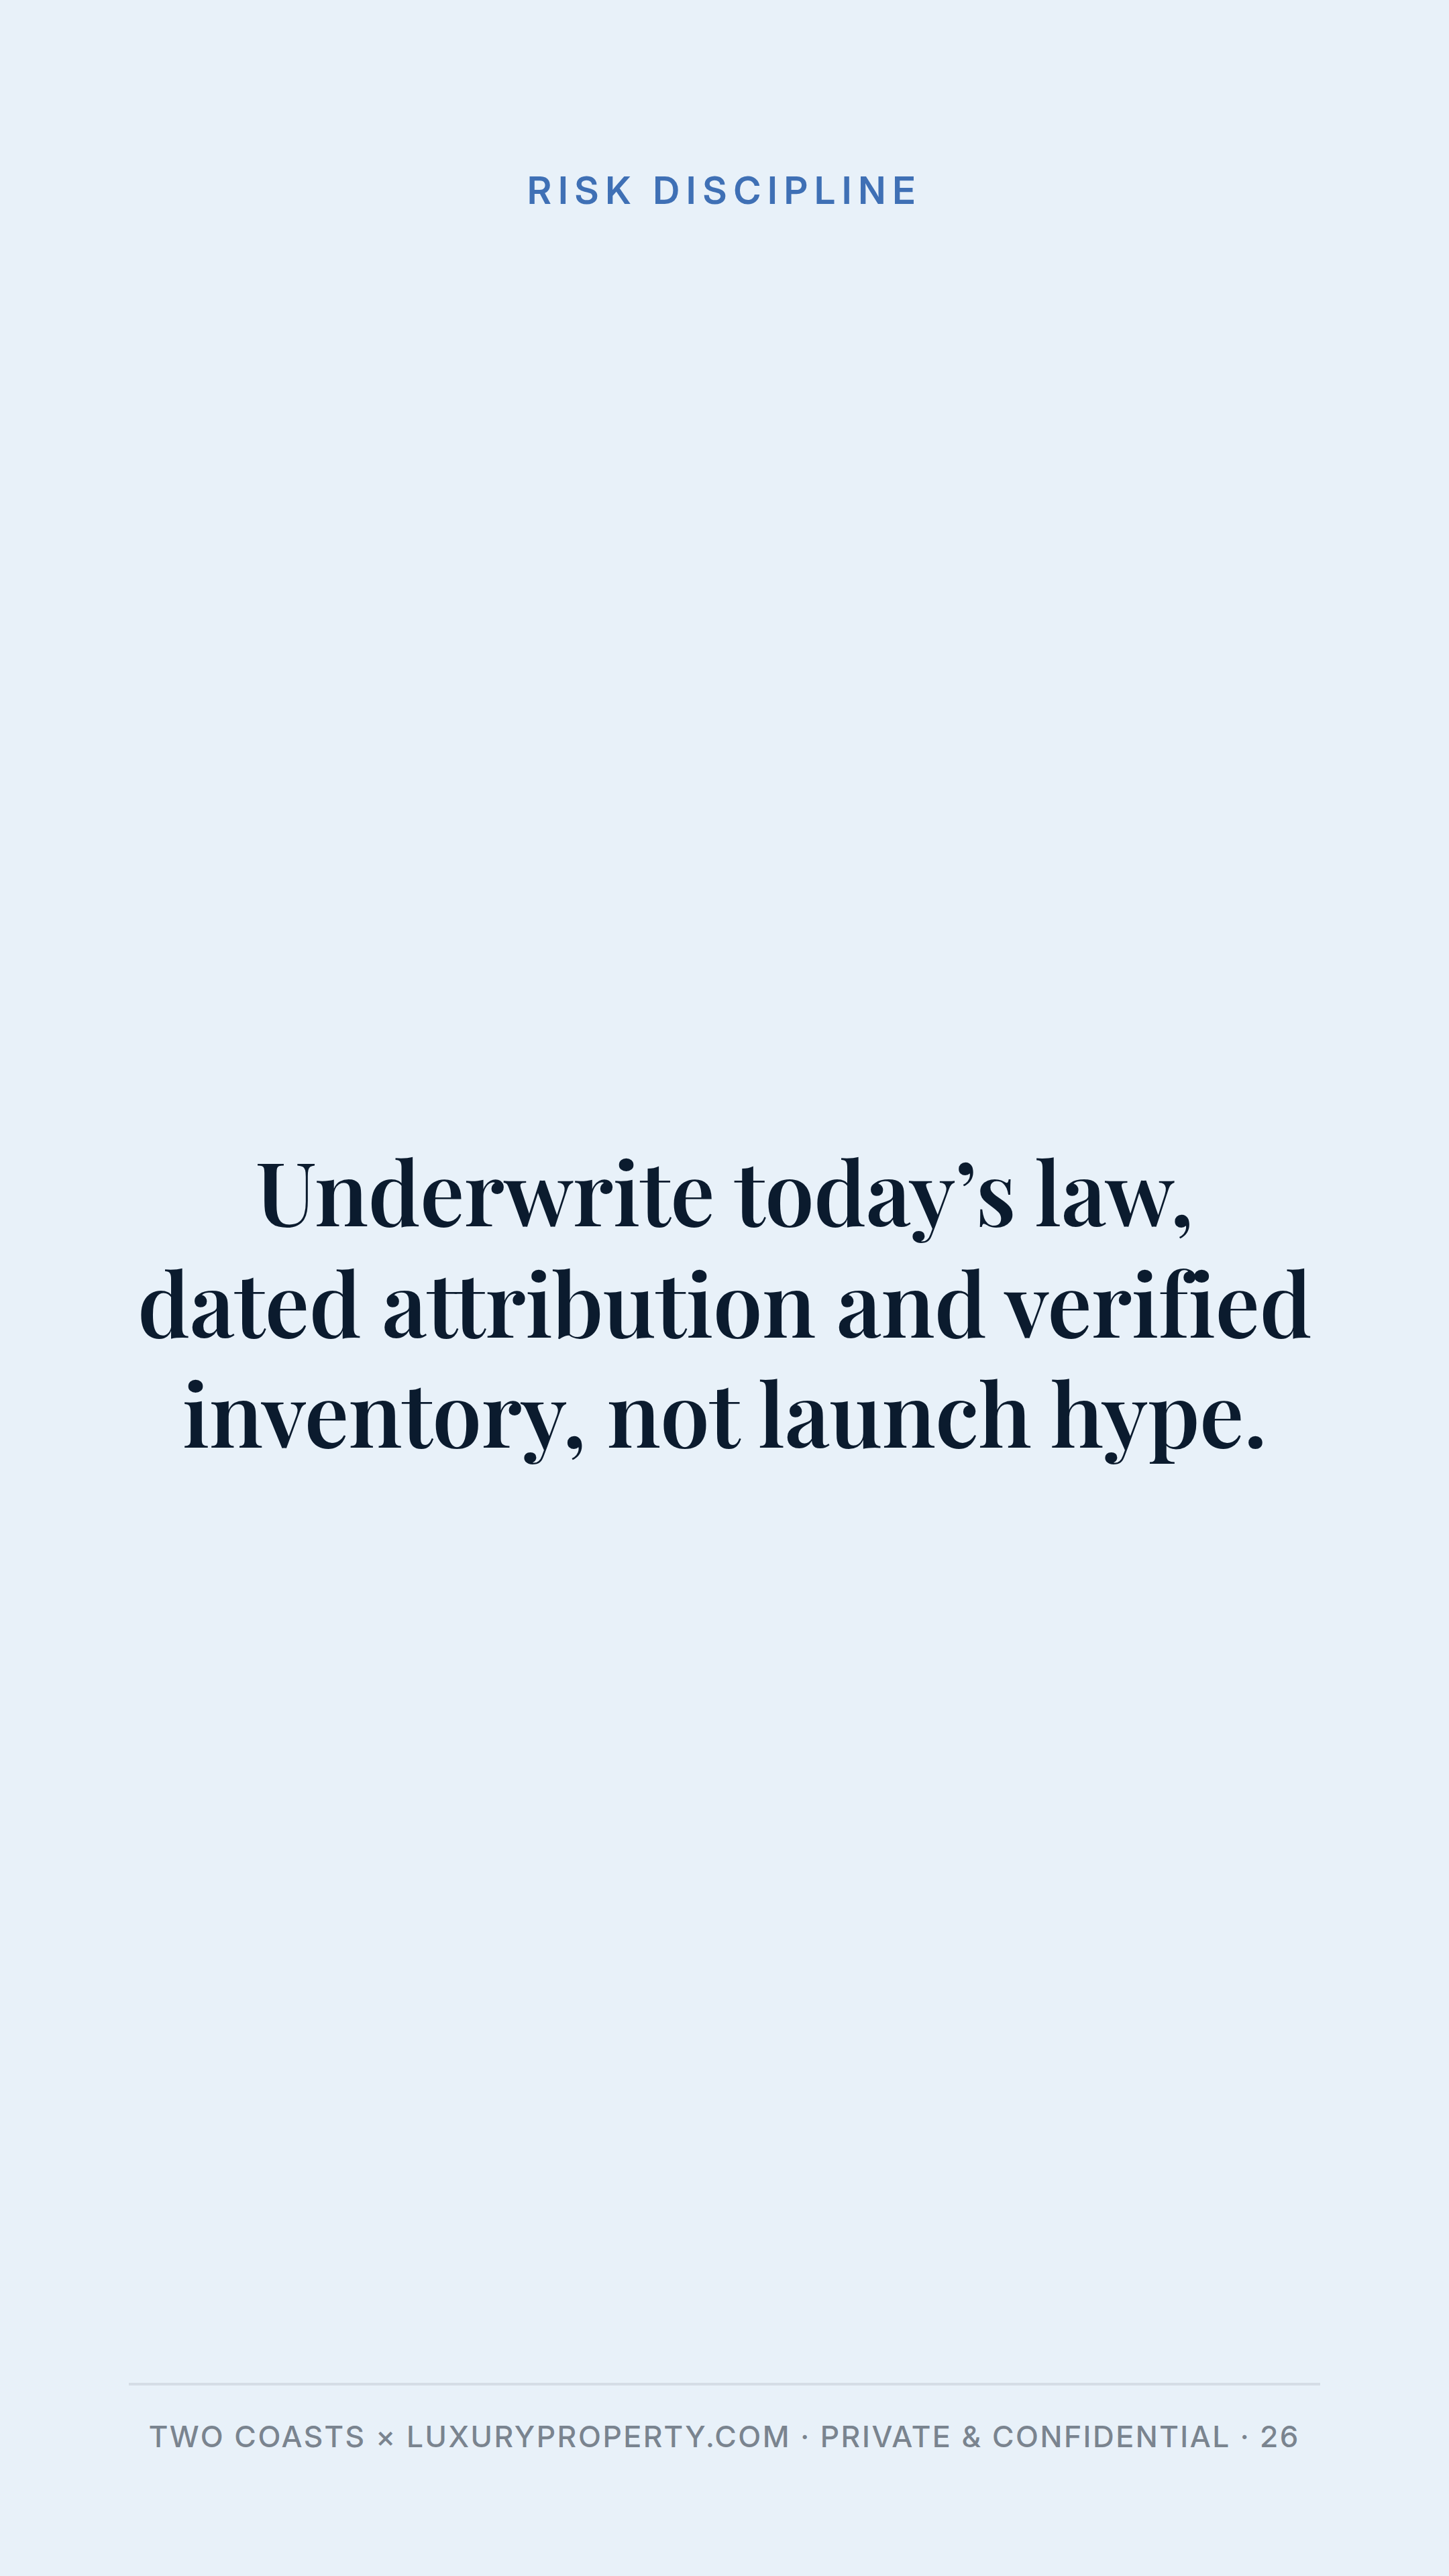 RISK DISCIPLINE
Underwrite today’s law,
dated attribution and verified
inventory, not launch hype.
TWO COASTS × LUXURYPROPERTY.COM · PRIVATE & CONFIDENTIAL · 26